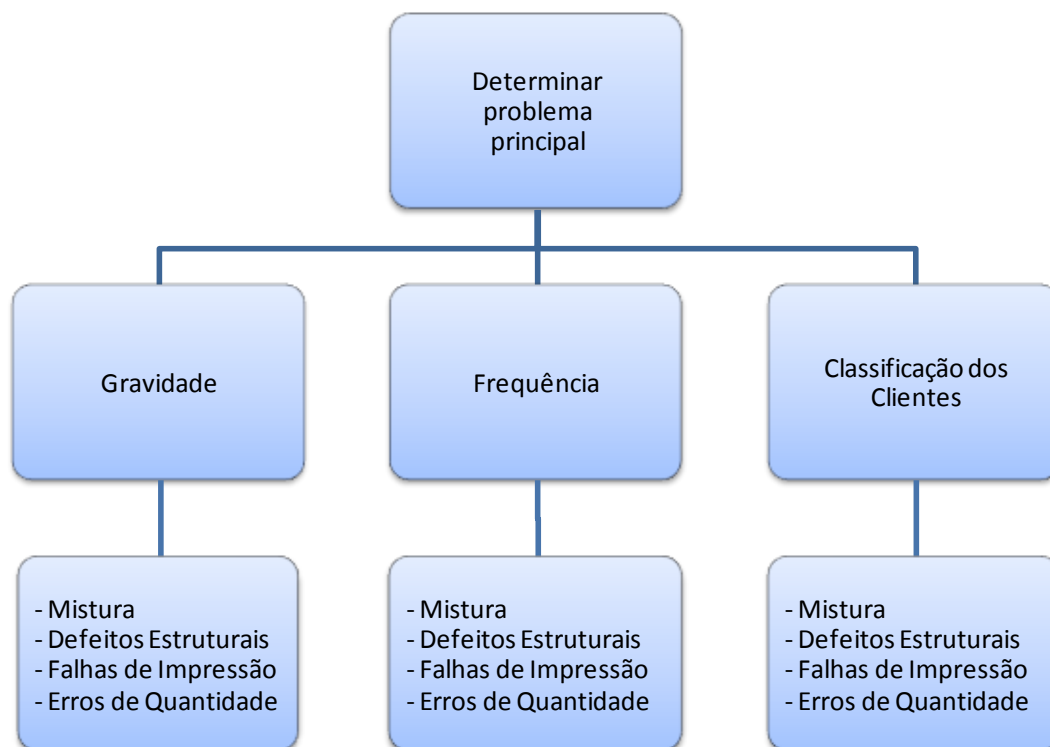 Determinar
problema
principal
Gravidade
Frequência
Classificação dos
Clientes
- Mistura
- Defeitos Estruturais
- Falhas de Impressão
- Erros de Quantidade
- Mistura
- Defeitos Estruturais
- Falhas de Impressão
- Erros de Quantidade
- Mistura
- Defeitos Estruturais
- Falhas de Impressão
- Erros de Quantidade